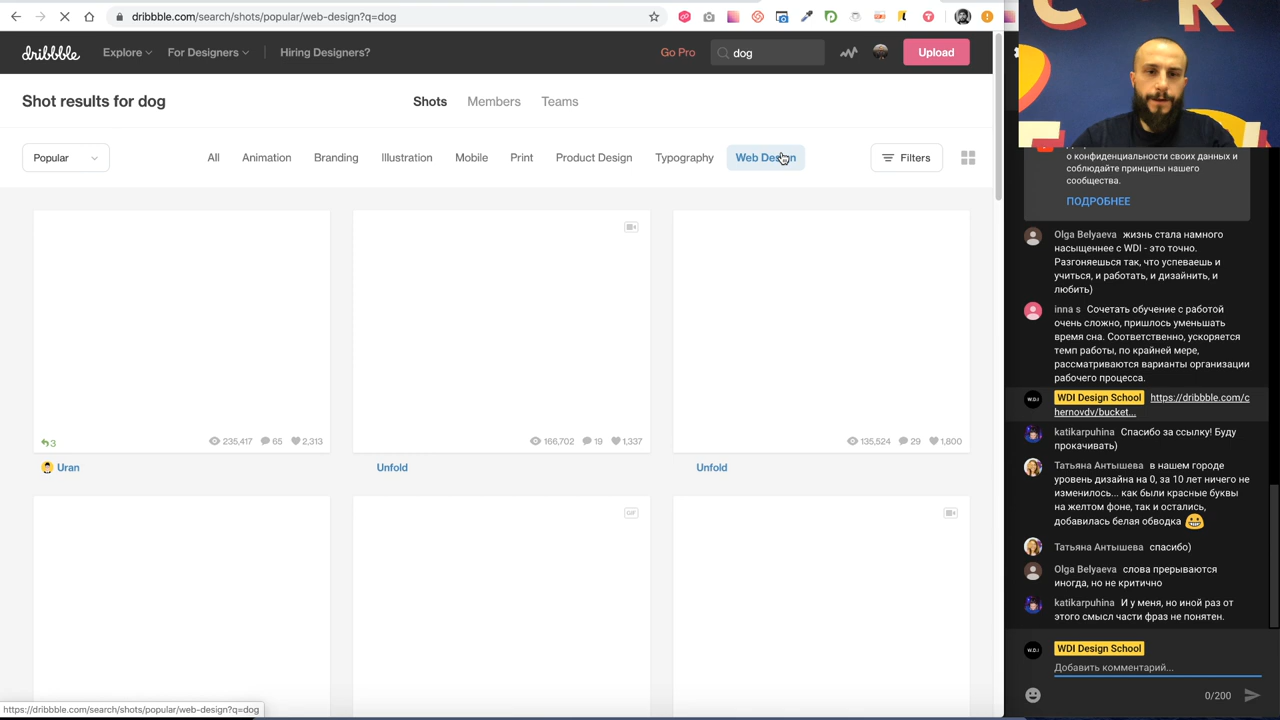 dribbble.com/search/shots/popular/web-design?q=dog
dribbble
Explore
For Designers
Hiring Designers?
Go Pro
dog
Upload
Shot results for dog
Shots
Members
Teams
Popular
All
Animation
Branding
Illustration
Mobile
Print
Product Design
Typography
Web Design
Filters
3
235,417
65
2,313
166,702
19
1,337
135,524
29
1,800
Uran
Unfold
Unfold
GIF
https://dribbble.com/search/shots/popular/web-design?q=dog
C
R
о конфиденциальности своих данных и
соблюдайте принципы нашего
сообщества.
ПОДРОБНЕЕ
Olga Belyaeva жизнь стала намного
насыщеннее с WDI - это точно.
Разгоняешься так, что успеваешь и
учиться, и работать, и дизайнить, и
любить)
inna s Сочетать обучение с работой
очень сложно, пришлось уменьшать
время сна. Соответственно, ускоряется
темп работы, по крайней мере,
рассматриваются варианты организации
рабочего процесса.
W.D.I
WDI Design School https://dribbble.com/c
hernovdv/bucket...
katikarpuhina Спасибо за ссылку! Буду
прокачивать)
Татьяна Антышева в нашем городе
уровень дизайна на 0, за 10 лет ничего не
изменилось... как были красные буквы
на желтом фоне, так и остались,
добавилась белая обводка
Татьяна Антышева спасибо)
Olga Belyaeva слова прерываются
иногда, но не критично
katikarpuhina И у меня, но иной раз от
этого смысл части фраз не понятен.
W.D.I
WDI Design School
Добавить комментарий...
0/200